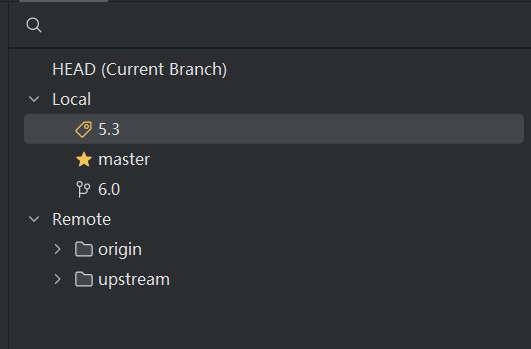 HEAD (Current Branch)
Local
5.3
master
6.0
Remote
origin
upstream